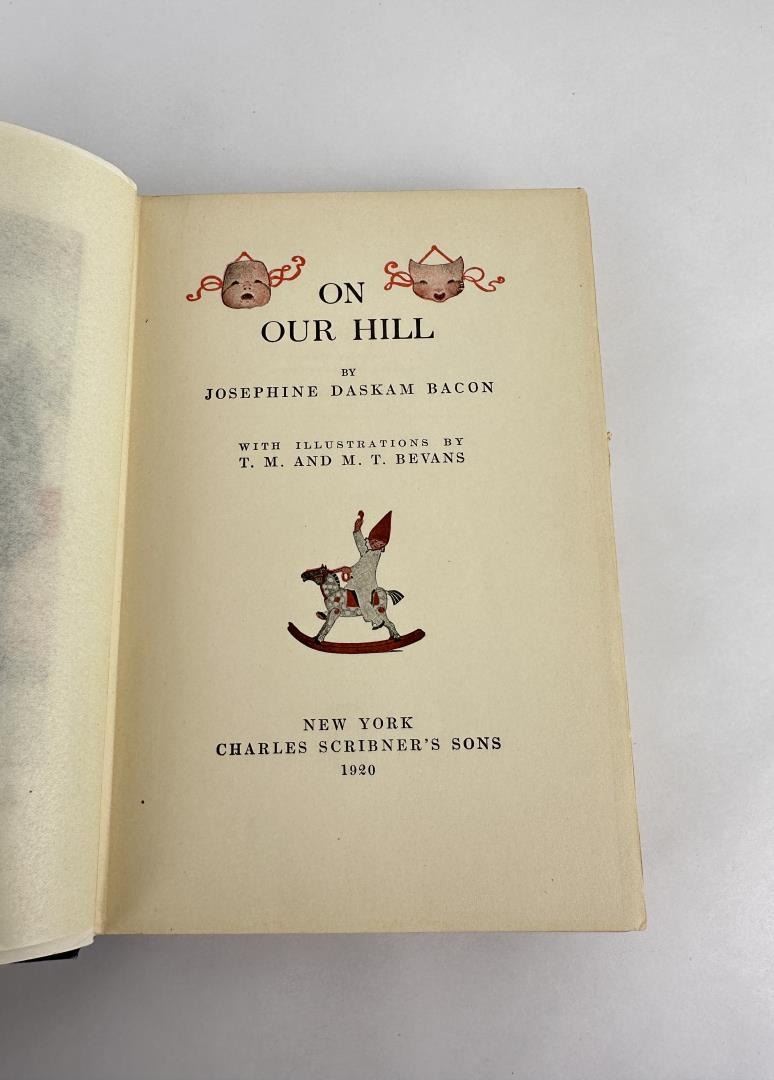 ON
OUR HILL
BY
JOSEPHINE DASKAM BACON
WITH ILLUSTRATIONS BY
T. M. AND M. T. BEVANS
NEW YORK
CHARLES SCRIBNER'S SONS
1920